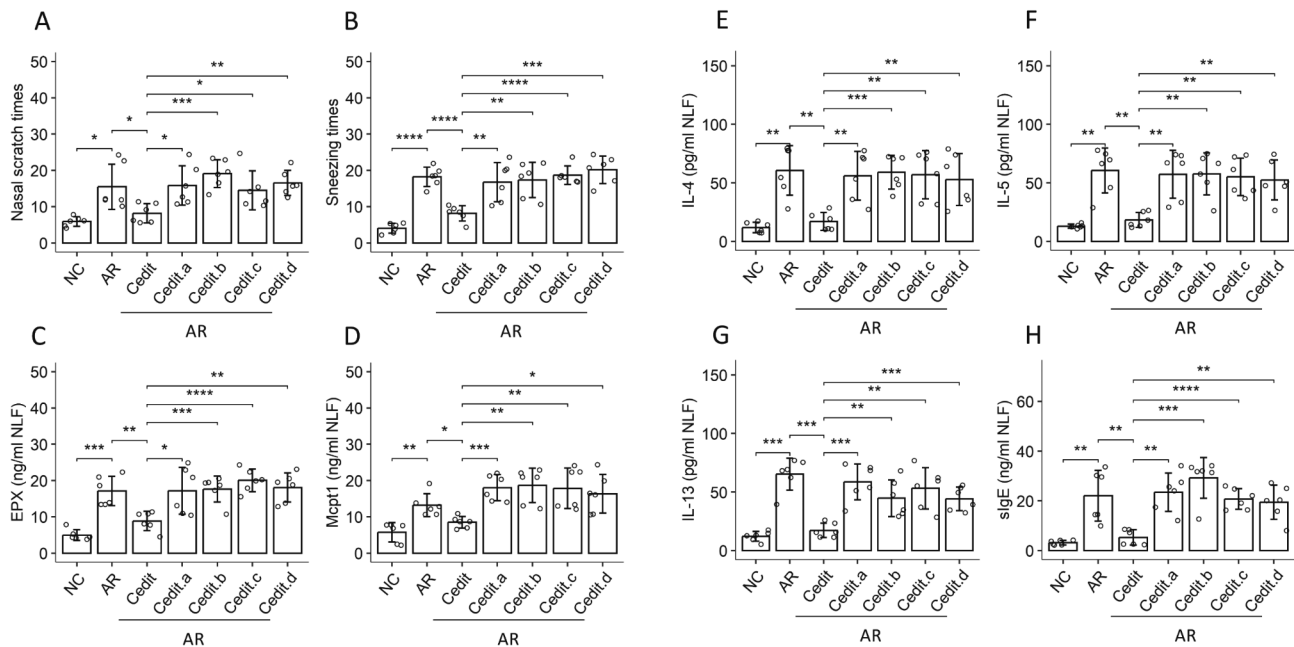 A
Nasal scratch times
50
40
30
20
10
0
**
*
***
*
*
*
NC
AR
Cedit
Cedit.a
Cedit.b
Cedit.c
Cedit.d
AR
B
Sneezing times
50
40
30
20
10
0
***
****
**
****
****
**
NC
AR
Cedit
Cedit.a
Cedit.b
Cedit.c
Cedit.d
AR
E
IL-4 (pg/ml NLF)
150
100
50
0
**
**
***
**
**
**
NC
AR
Cedit
Cedit.a
Cedit.b
Cedit.c
Cedit.d
AR
F
IL-5 (pg/ml NLF)
150
100
50
0
**
**
**
**
**
**
NC
AR
Cedit
Cedit.a
Cedit.b
Cedit.c
Cedit.d
AR
C
EPX (ng/ml NLF)
50
40
30
20
10
0
**
****
***
**
***
*
NC
AR
Cedit
Cedit.a
Cedit.b
Cedit.c
Cedit.d
AR
D
Mcpt1 (ng/ml NLF)
50
40
30
20
10
0
*
**
**
*
**
***
NC
AR
Cedit
Cedit.a
Cedit.b
Cedit.c
Cedit.d
AR
G
IL-13 (pg/ml NLF)
150
100
50
0
***
**
**
***
***
***
NC
AR
Cedit
Cedit.a
Cedit.b
Cedit.c
Cedit.d
AR
H
sIgE (ng/ml NLF)
60
40
20
0
**
****
***
**
**
**
NC
AR
Cedit
Cedit.a
Cedit.b
Cedit.c
Cedit.d
AR